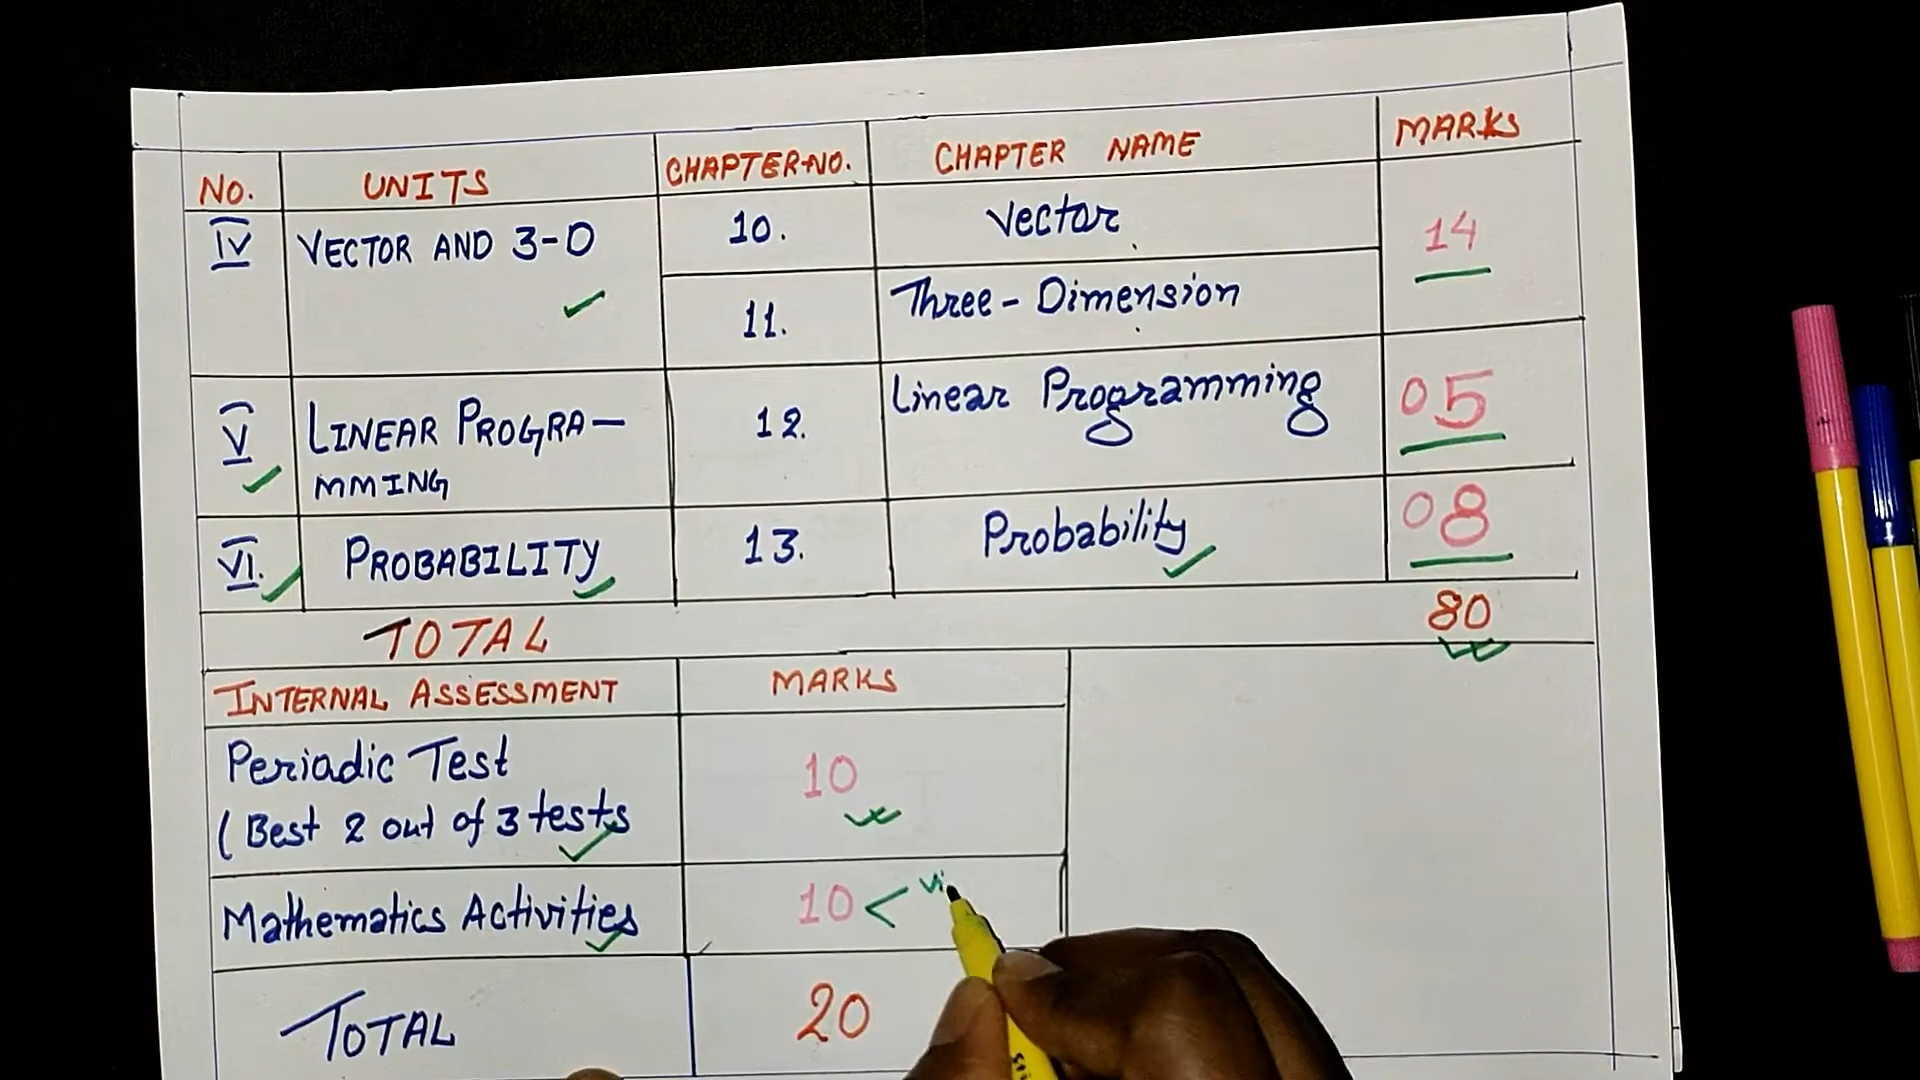 NO. UNITS CHAPTER NO. CHAPTER NAME MARKS
IV VECTOR AND 3-D 10. Vector 14
11. Three-Dimension
V LINEAR PROGRA- 12. Linear Programming 05
MMING
VI. PROBABILITY 13. Probability 08
TOTAL 80
INTERNAL ASSESSMENT MARKS
Periadic Test 10
(Best 2 out of 3 tests
Mathematics Activities 10 < Vi
TOTAL 20